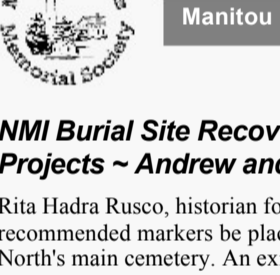 Manitou
Memorial Society
NMI Burial Site Recov
Projects ~ Andrew and
Rita Hadra Rusco, historian fo
recommended markers be plac
North's main cemetery. An ex